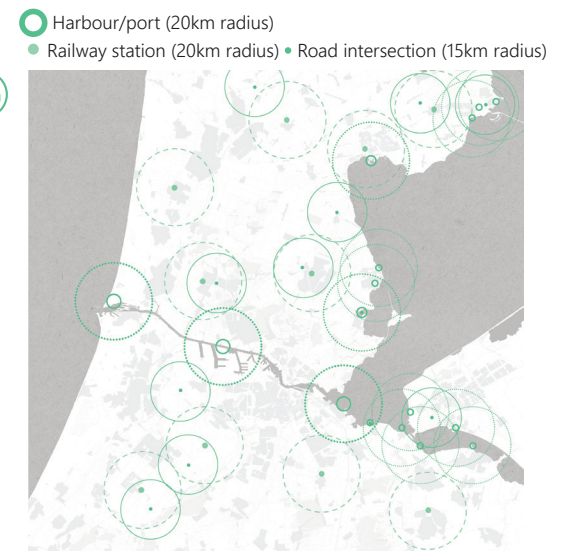 Harbour/port (20km radius)
Railway station (20km radius) • Road intersection (15km radius)